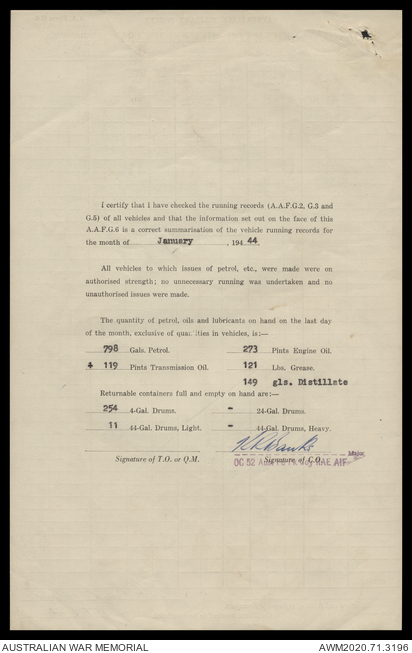 I certify that I have checked the running records (A.A.F.G.2, G.3 and
G.5) of all vehicles and that the information set out on the face of this
A.A.F.G.6 is a correct summarisation of the vehicle running records for
the month of January , 194 44
All vehicles to which issues of petrol, etc., were made were on
authorised strength; no unnecessary running was undertaken and no
unauthorised issues were made.
The quantity of petrol, oils and lubricants on hand on the last day
of the month, exclusive of quantities in vehicles, is:—
798 Gals. Petrol. 273 Pints Engine Oil.
+ 119 Pints Transmission Oil. 121 Lbs. Grease.
149 gls. Distillate
Returnable containers full and empty on hand are:—
254 4-Gal. Drums. - 24-Gal. Drums.
11 44-Gal. Drums, Light. - 44-Gal. Drums, Heavy.
Major
Signature of T.O. or Q.M. Signature of C.O.
OC 52 RAE AIF
AUSTRALIAN WAR MEMORIAL AWM2020.71.3196